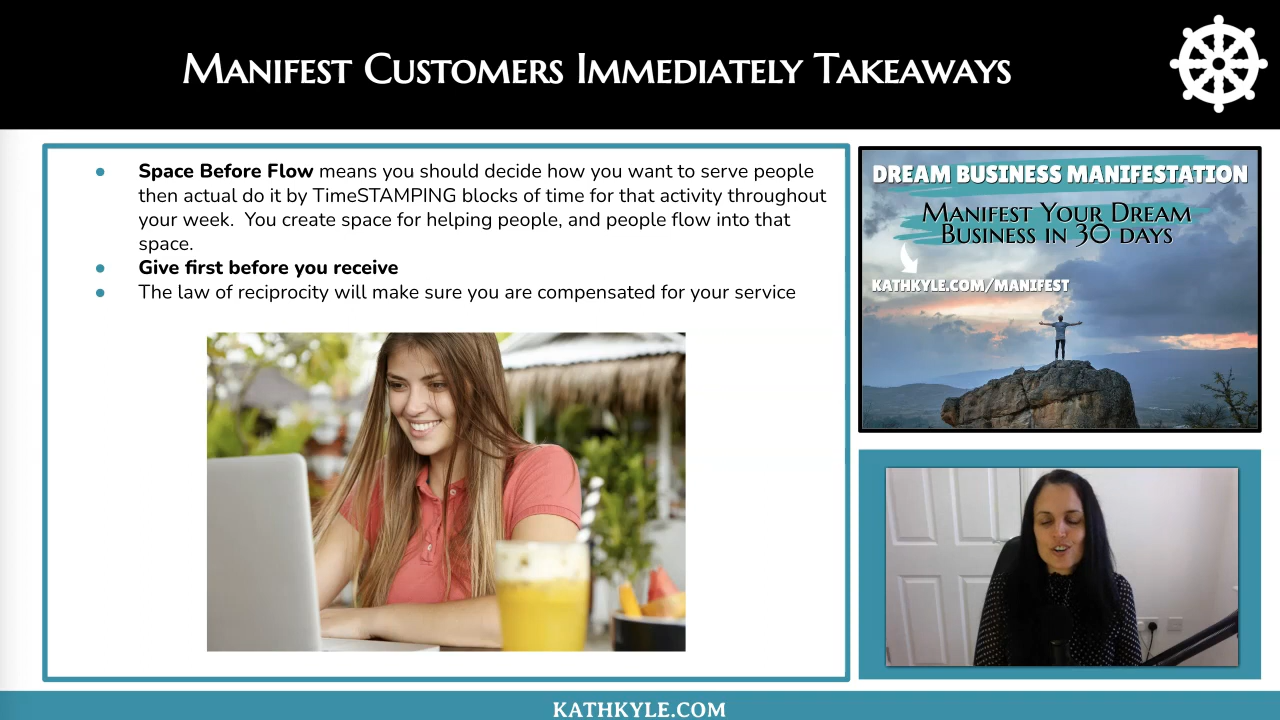 Manifest Customers Immediately Takeaways
Space Before Flow means you should decide how you want to serve people
then actual do it by TimeSTAMPING blocks of time for that activity throughout
your week. You create space for helping people, and people flow into that
space.
Give first before you receive
The law of reciprocity will make sure you are compensated for your service
DREAM BUSINESS MANIFESTATION
Manifest Your Dream
Business in 30 days
KATHKYLE.COM/MANIFEST
KATHKYLE.COM